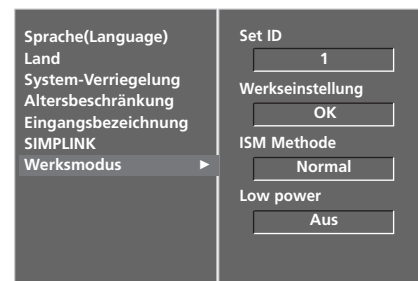 Sprache(Language)
Land
System-Verriegelung
Altersbeschränkung
Eingangsbezeichnung
SIMPLINK
Werksmodus ►
Set ID
1
Werkseinstellung
OK
ISM Methode
Normal
Low power
Aus